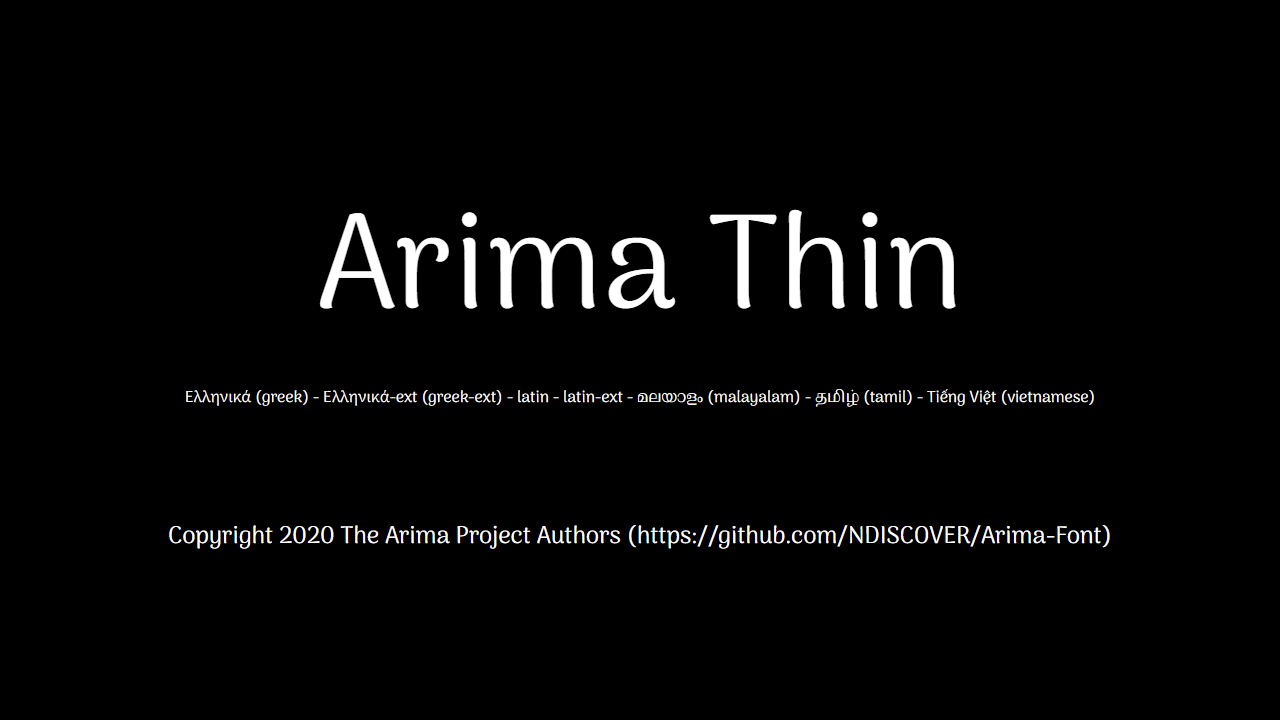 Arima Thin
Ελληνικά (greek) - Ελληνικά-ext (greek-ext) - latin - latin-ext - മലയാളം (malayalam) - தமிழ் (tamil) - Tiếng Việt (vietnamese)
Copyright 2020 The Arima Project Authors (https://github.com/NDISCOVER/Arima-Font)